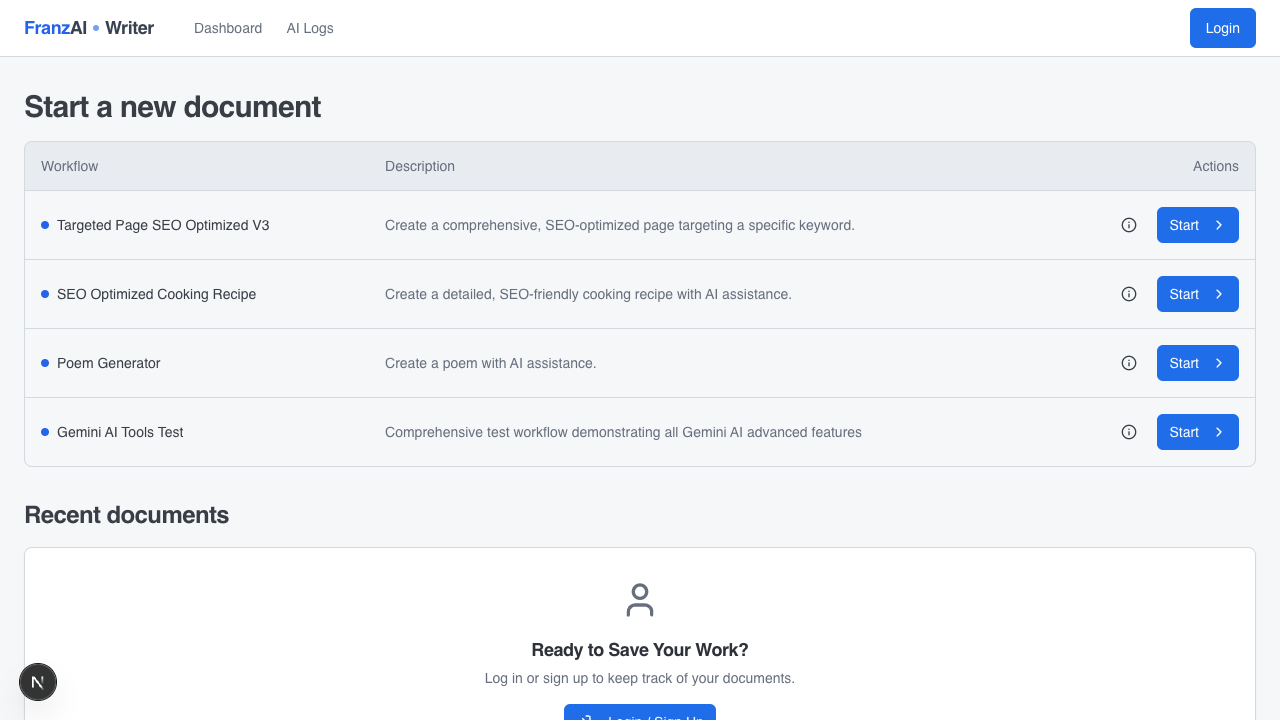 FranzAI • Writer
Dashboard
AI Logs
Login
Start a new document
Workflow
Description
Actions
Targeted Page SEO Optimized V3
Create a comprehensive, SEO-optimized page targeting a specific keyword.
Start
SEO Optimized Cooking Recipe
Create a detailed, SEO-friendly cooking recipe with AI assistance.
Start
Poem Generator
Create a poem with AI assistance.
Start
Gemini AI Tools Test
Comprehensive test workflow demonstrating all Gemini AI advanced features
Start
Recent documents
Ready to Save Your Work?
Log in or sign up to keep track of your documents.
Login / Sign Up
N